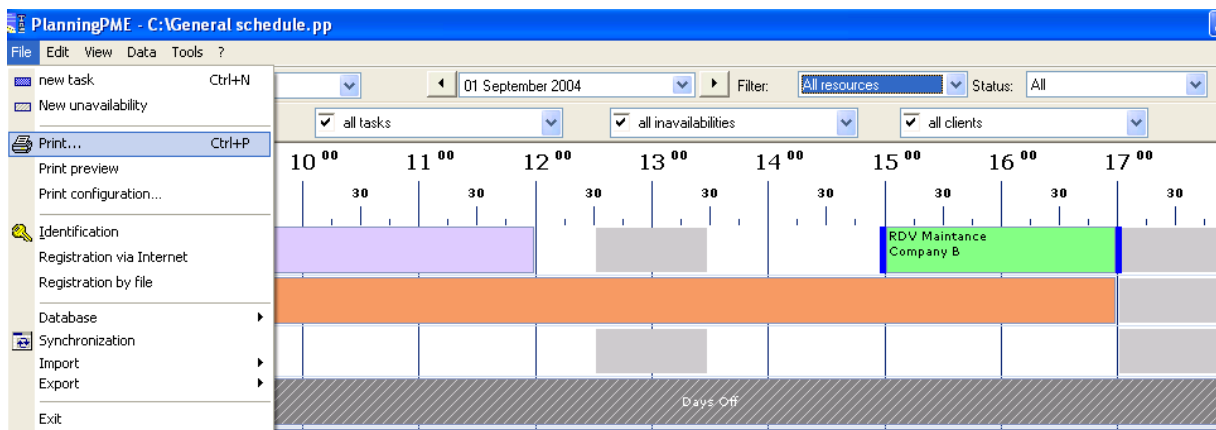 PlanningPME - C:\General schedule.pp
File Edit View Data Tools ?
new task Ctrl+N
01 September 2004 Filter: All resources Status: All
New unavailability
all tasks all inavailabilities all clients
Print... Ctrl+P
Print preview
Print configuration...
10 00 11 00 12 00 13 00 14 00 15 00 16 00 17 00
30 30 30 30 30 30 30 30
Identification
Registration via Internet
Registration by file
Database
Synchronization
Import
Export
Exit
RDV Maintance
Company B
Days Off